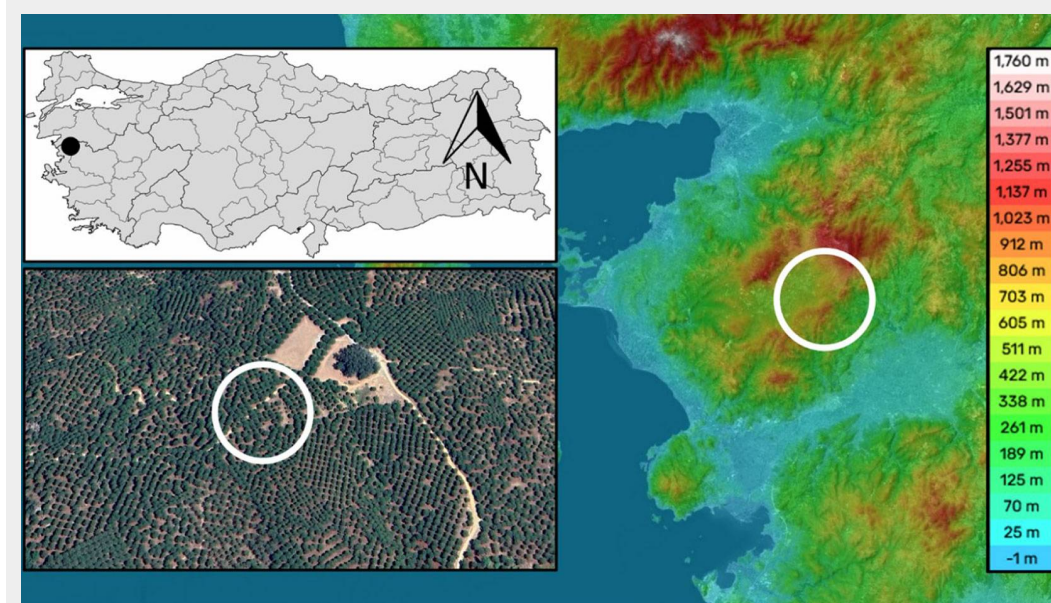 N
1,760 m
1,629 m
1,501 m
1,377 m
1,255 m
1,137 m
1,023 m
912 m
806 m
703 m
605 m
511 m
422 m
338 m
261 m
189 m
125 m
70 m
25 m
-1 m